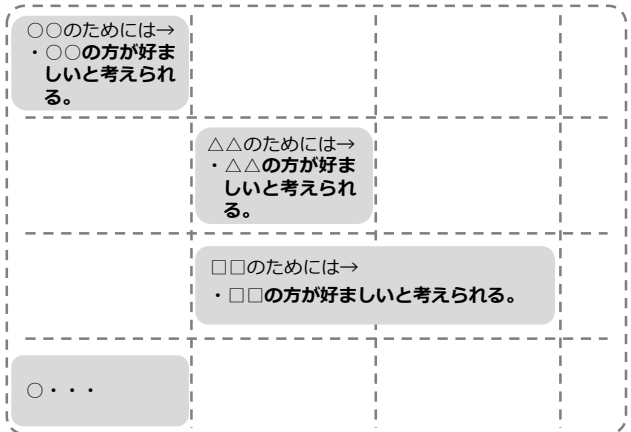 ○○のためには→
・○○の方が好ま
しいと考えられ
る。
△△のためには→
・△△の方が好ま
しいと考えられ
る。
□□のためには→
・□□の方が好ましいと考えられる。
○・・・